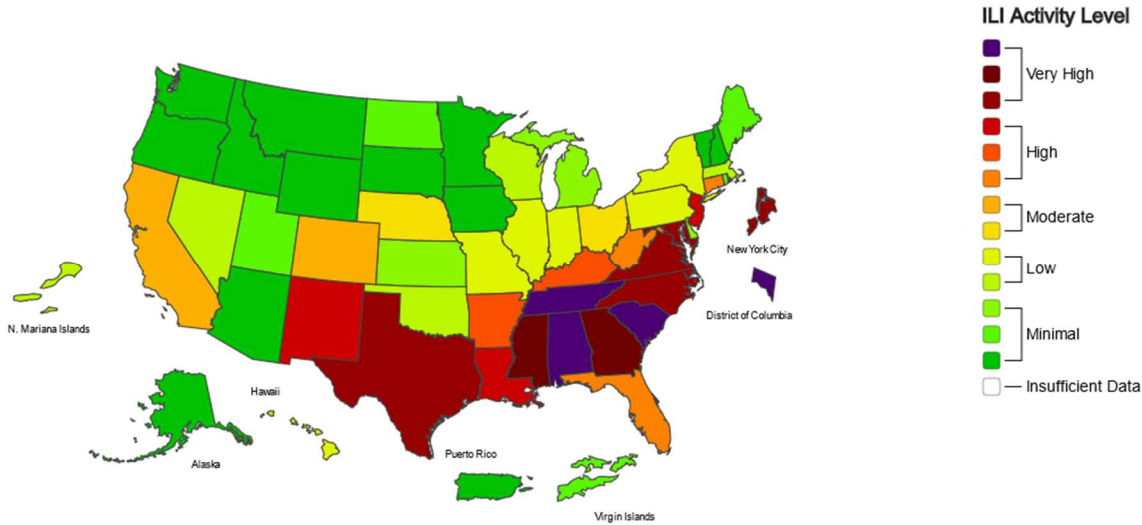 ILI Activity Level
Very High
High
Moderate
Low
Minimal
Insufficient Data
New York City
District of Columbia
N. Mariana Islands
Hawaii
Alaska
Puerto Rico
Virgin Islands